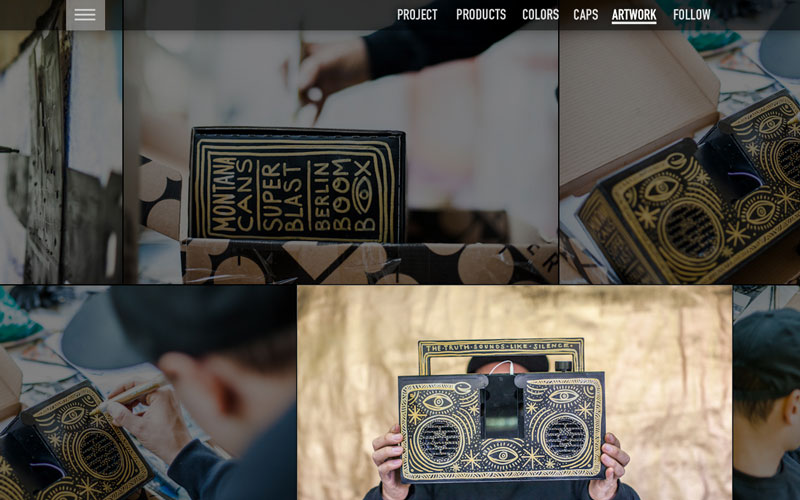 PROJECT PRODUCTS COLORS CAPS ARTWORK FOLLOW
MONTANA
CANS
SUPER
BLAST
BERLIN
BOOM
BOX
THE·TRUTH·SOUNDS·LIKE·SILENCE·